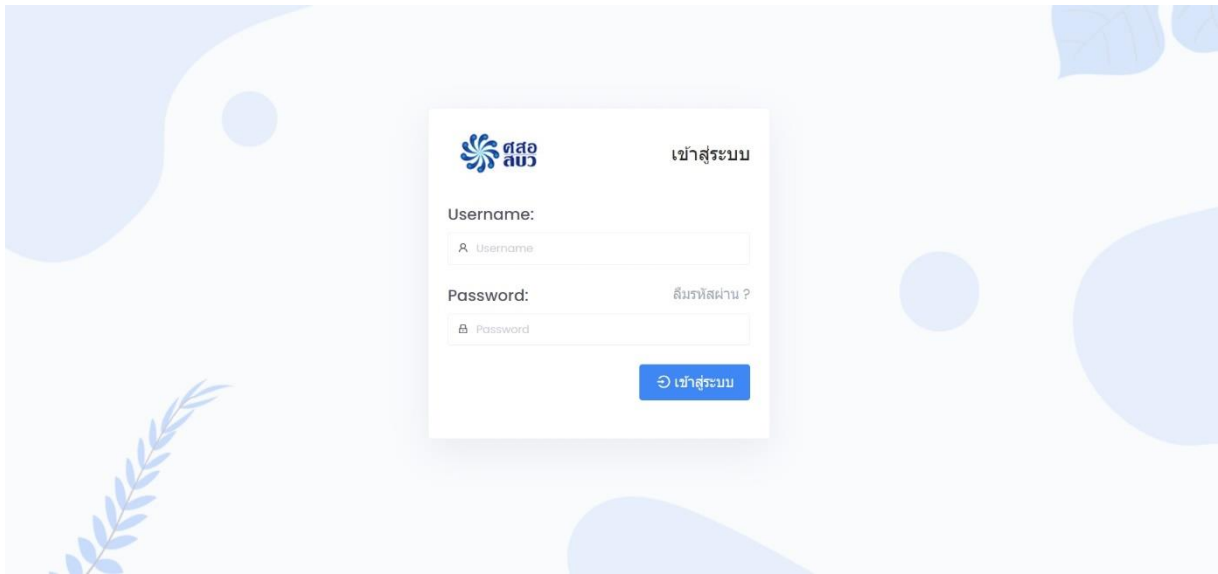 ศสอ
ลบว
เข้าสู่ระบบ
Username:
Username
Password:
ลืมรหัสผ่าน ?
Password
เข้าสู่ระบบ